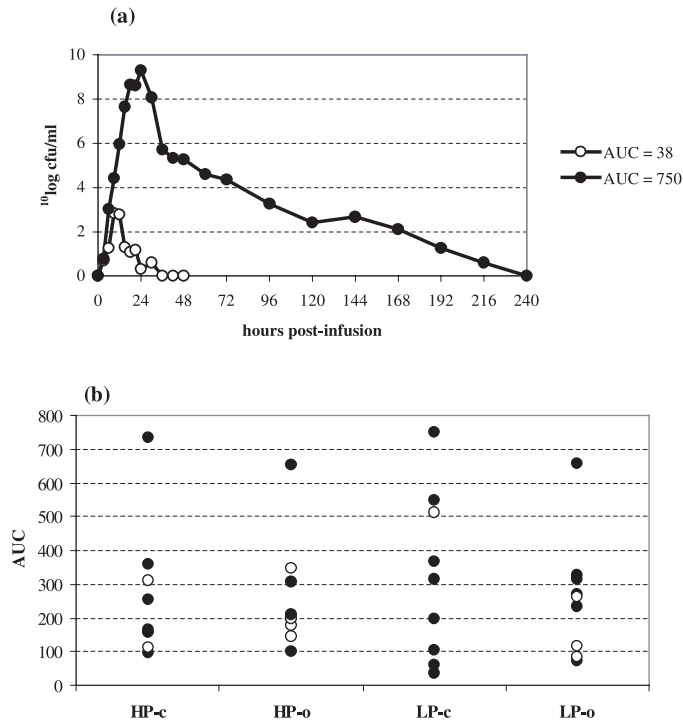 (a)
10
8
6
4
2
0
¹⁰log cfu/ml
0 24 48 72 96 120 144 168 192 216 240
hours post-infusion
AUC = 38
AUC = 750
(b)
800
700
600
500
400
300
200
100
0
AUC
HP-c HP-o LP-c LP-o